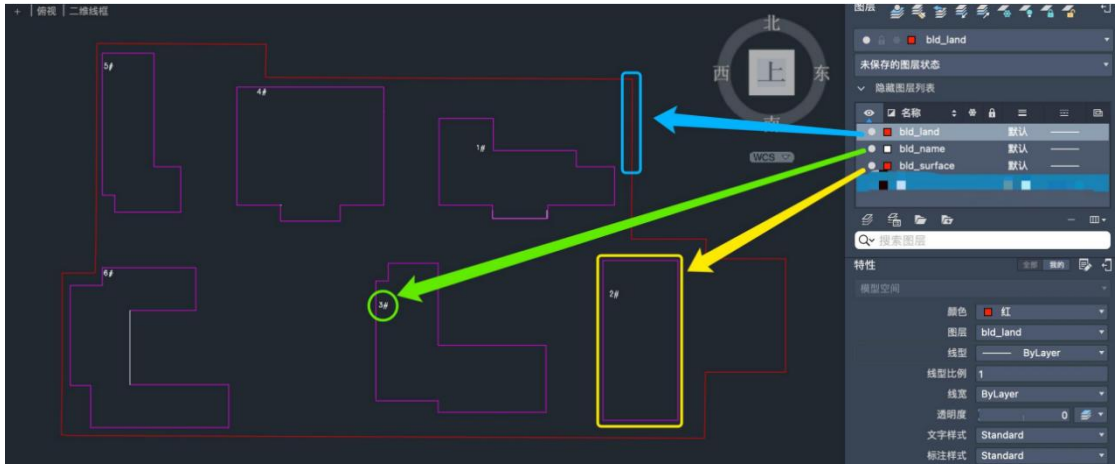 + | 俯视 | 二维线框
5#
4#
1#
6#
3#
2#
北
西
上
东
南
WCS
图层
bld_land
未保存的图层状态
隐藏图层列表
名称
bld_land 默认
bld_name 默认
bld_surface 默认
搜索图层
特性
全部 我的
模型空间
颜色 红
图层 bld_land
线型 ByLayer
线型比例 1
线宽 ByLayer
透明度 0
文字样式 Standard
标注样式 Standard